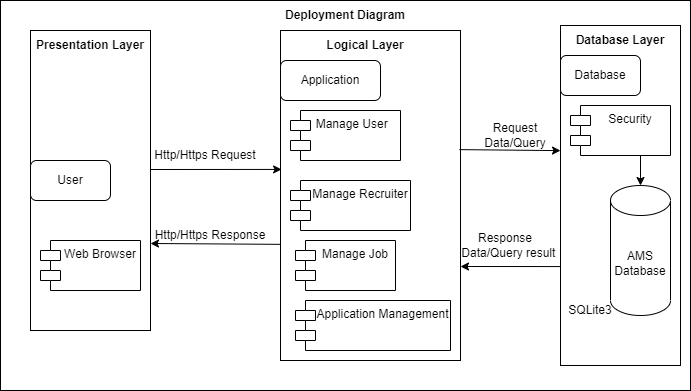 Deployment Diagram
Presentation Layer
User
Web Browser
Http/Https Request
Http/Https Response
Logical Layer
Application
Manage User
Manage Recruiter
Manage Job
Application Management
Request
Data/Query
Response
Data/Query result
Database Layer
Database
Security
AMS
Database
SQLite3